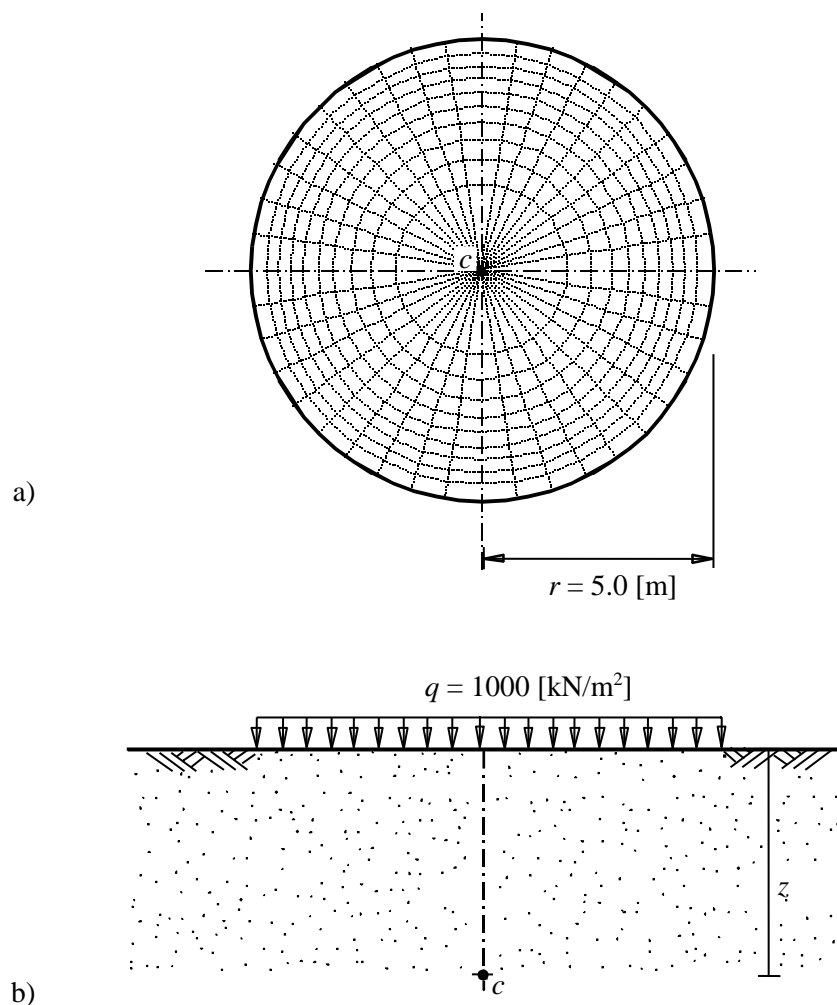 c
a)
r = 5.0 [m]
q = 1000 [kN/m²]
z
c
b)